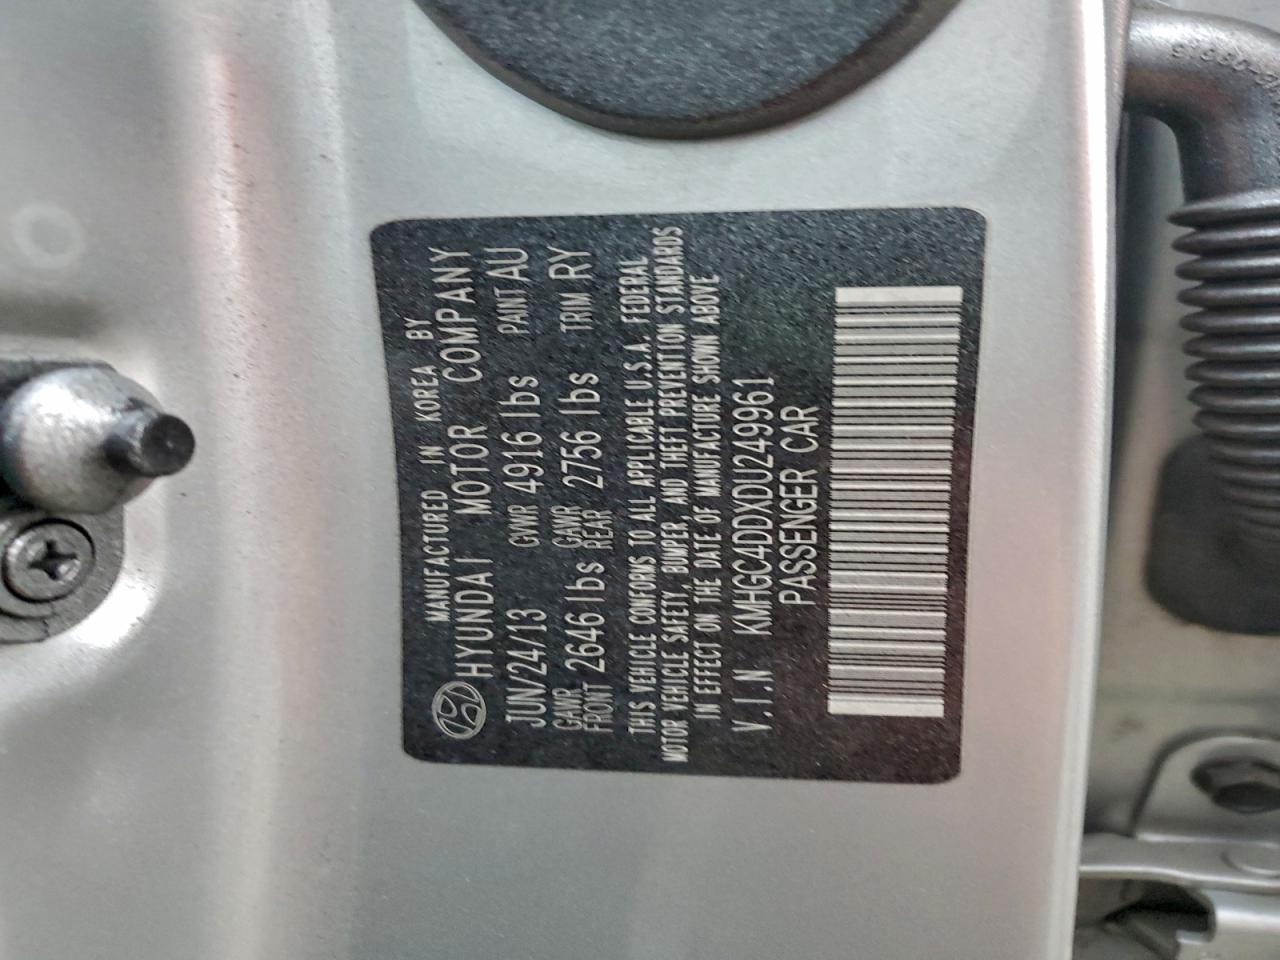 MANUFACTURED IN KOREA BY
HYUNDAI MOTOR COMPANY
JUN/24/13 GVWR 4916 lbs PAINT AU
GAWR FRONT 2646 lbs GAWR REAR 2756 lbs TRIM RY
THIS VEHICLE CONFORMS TO ALL APPLICABLE U.S.A. FEDERAL
MOTOR VEHICLE SAFETY, BUMPER, AND THEFT PREVENTION STANDARDS
IN EFFECT ON THE DATE OF MANUFACTURE SHOWN ABOVE
V.I.N KMHGC4DDXDU249961
PASSENGER CAR